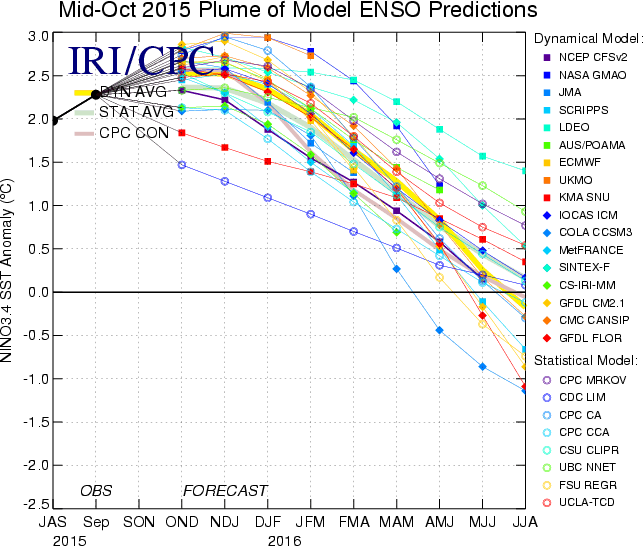 Mid-Oct 2015 Plume of Model ENSO Predictions
IRI/CPC
DYN AVG
STAT AVG
CPC CON
NINO3.4 SST Anomaly (°C)
3.0
2.5
2.0
1.5
1.0
0.5
0.0
-0.5
-1.0
-1.5
-2.0
-2.5
OBS
FORECAST
JAS Sep SON OND NDJ DJF JFM FMA MAM AMJ MJJ JJA
2015 2016
Dynamical Model:
NCEP CFSv2
NASA GMAO
JMA
SCRIPPS
LDEO
AUS/POAMA
ECMWF
UKMO
KMA SNU
IOCAS ICM
COLA CCSM3
MetFRANCE
SINTEX-F
CS-IRI-MM
GFDL CM2.1
CMC CANSIP
GFDL FLOR
Statistical Model:
CPC MRKOV
CDC LIM
CPC CA
CPC CCA
CSU CLIPR
UBC NNET
FSU REGR
UCLA-TCD